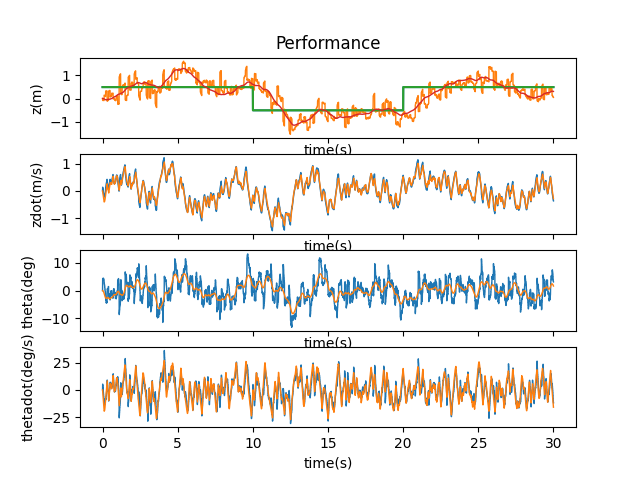 Performance
z(m)
1
0
−1
time(s)
zdot(m/s)
1
0
−1
time(s)
theta(deg)
10
0
−10
time(s)
thetadot(deg/s)
25
0
−25
0 5 10 15 20 25 30
time(s)